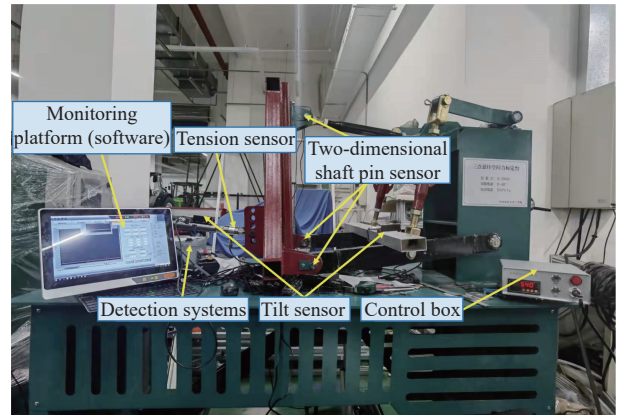 Monitoring
platform (software)
Tension sensor
Two-dimensional
shaft pin sensor
Detection systems
Tilt sensor
Control box